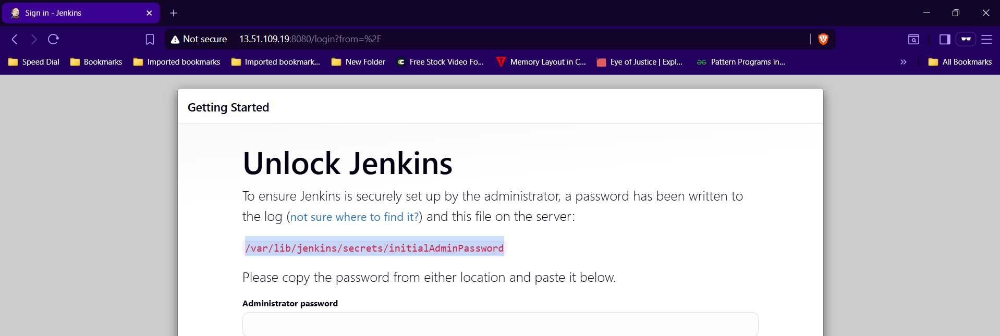 Sign in - Jenkins
Not secure 13.51.109.19:8080/login?from=%2F
Speed Dial Bookmarks Imported bookmarks Imported bookmark... New Folder Free Stock Video Fo... Memory Layout in C... Eye of Justice | Expl... Pattern Programs in... All Bookmarks
Getting Started
Unlock Jenkins
To ensure Jenkins is securely set up by the administrator, a password has been written to
the log (not sure where to find it?) and this file on the server:
/var/lib/jenkins/secrets/initialAdminPassword
Please copy the password from either location and paste it below.
Administrator password